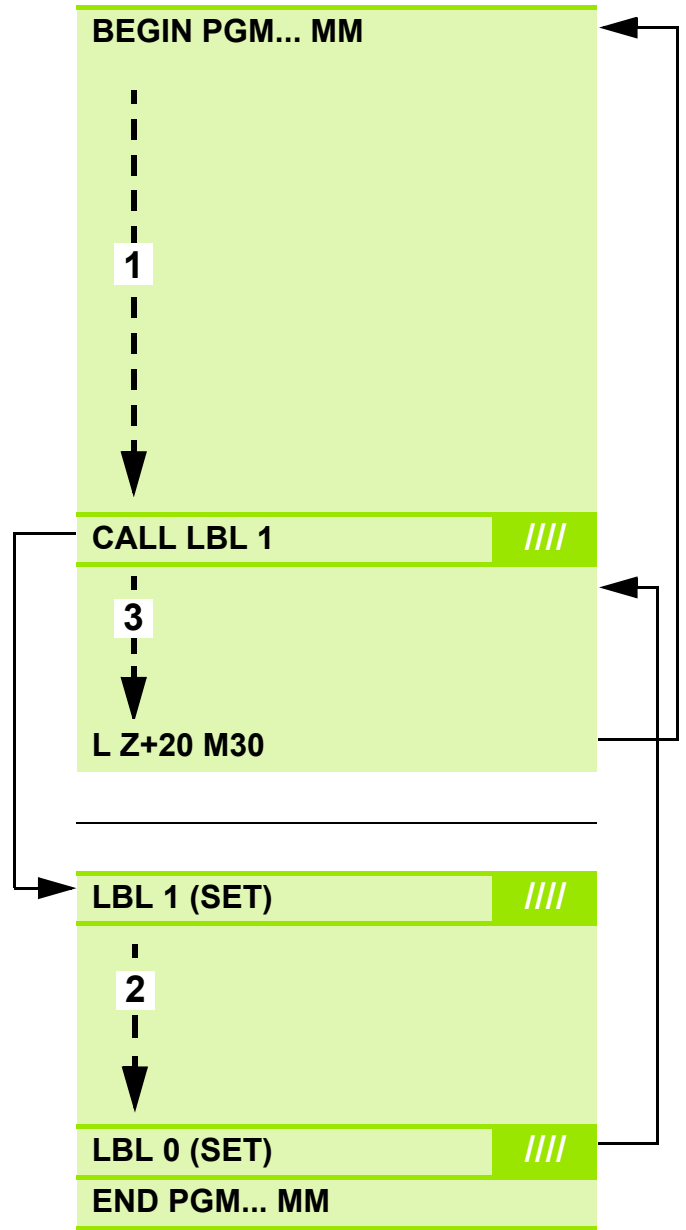 BEGIN PGM... MM
1
CALL LBL 1 ////
3
L Z+20 M30
LBL 1 (SET) ////
2
LBL 0 (SET) ////
END PGM... MM